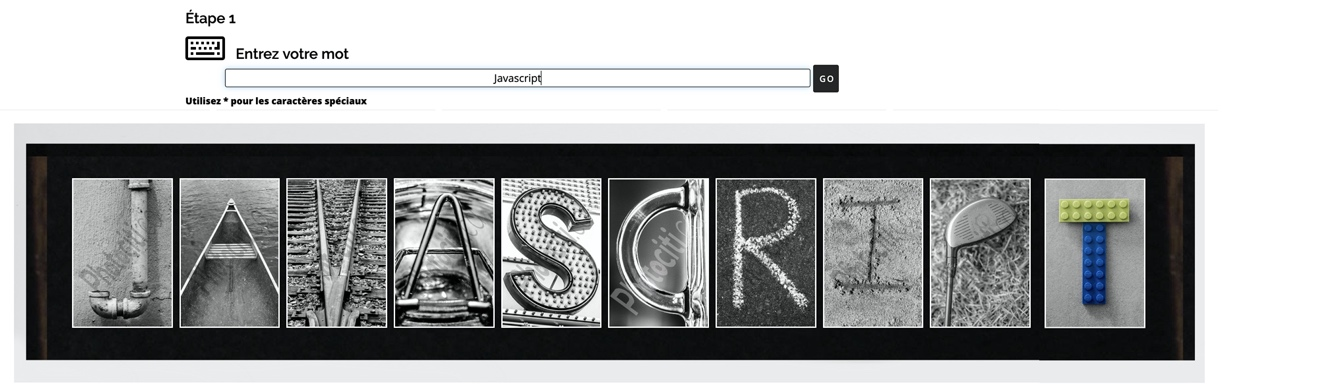 Étape 1
Entrez votre mot
Javascript GO
Utilisez * pour les caractères spéciaux
JAVASCRIPT